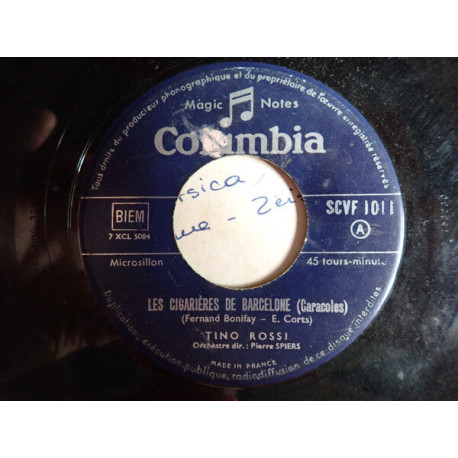 Tous droits du producteur phonographique et du propriétaire de l'œuvre enregistrée réservés
Magic Notes
Columbia
BIEM
7 XCL 5084
SCVF 1011
A
Microsillon
45 tours-minute
LES CIGARIÈRES DE BARCELONE (Caracoles)
(Fernand Bonifay - E. Corts)
TINO ROSSI
Orchestre dir.: Pierre SPIERS
MADE IN FRANCE
publique, radiodiffusion de ce disque interdites